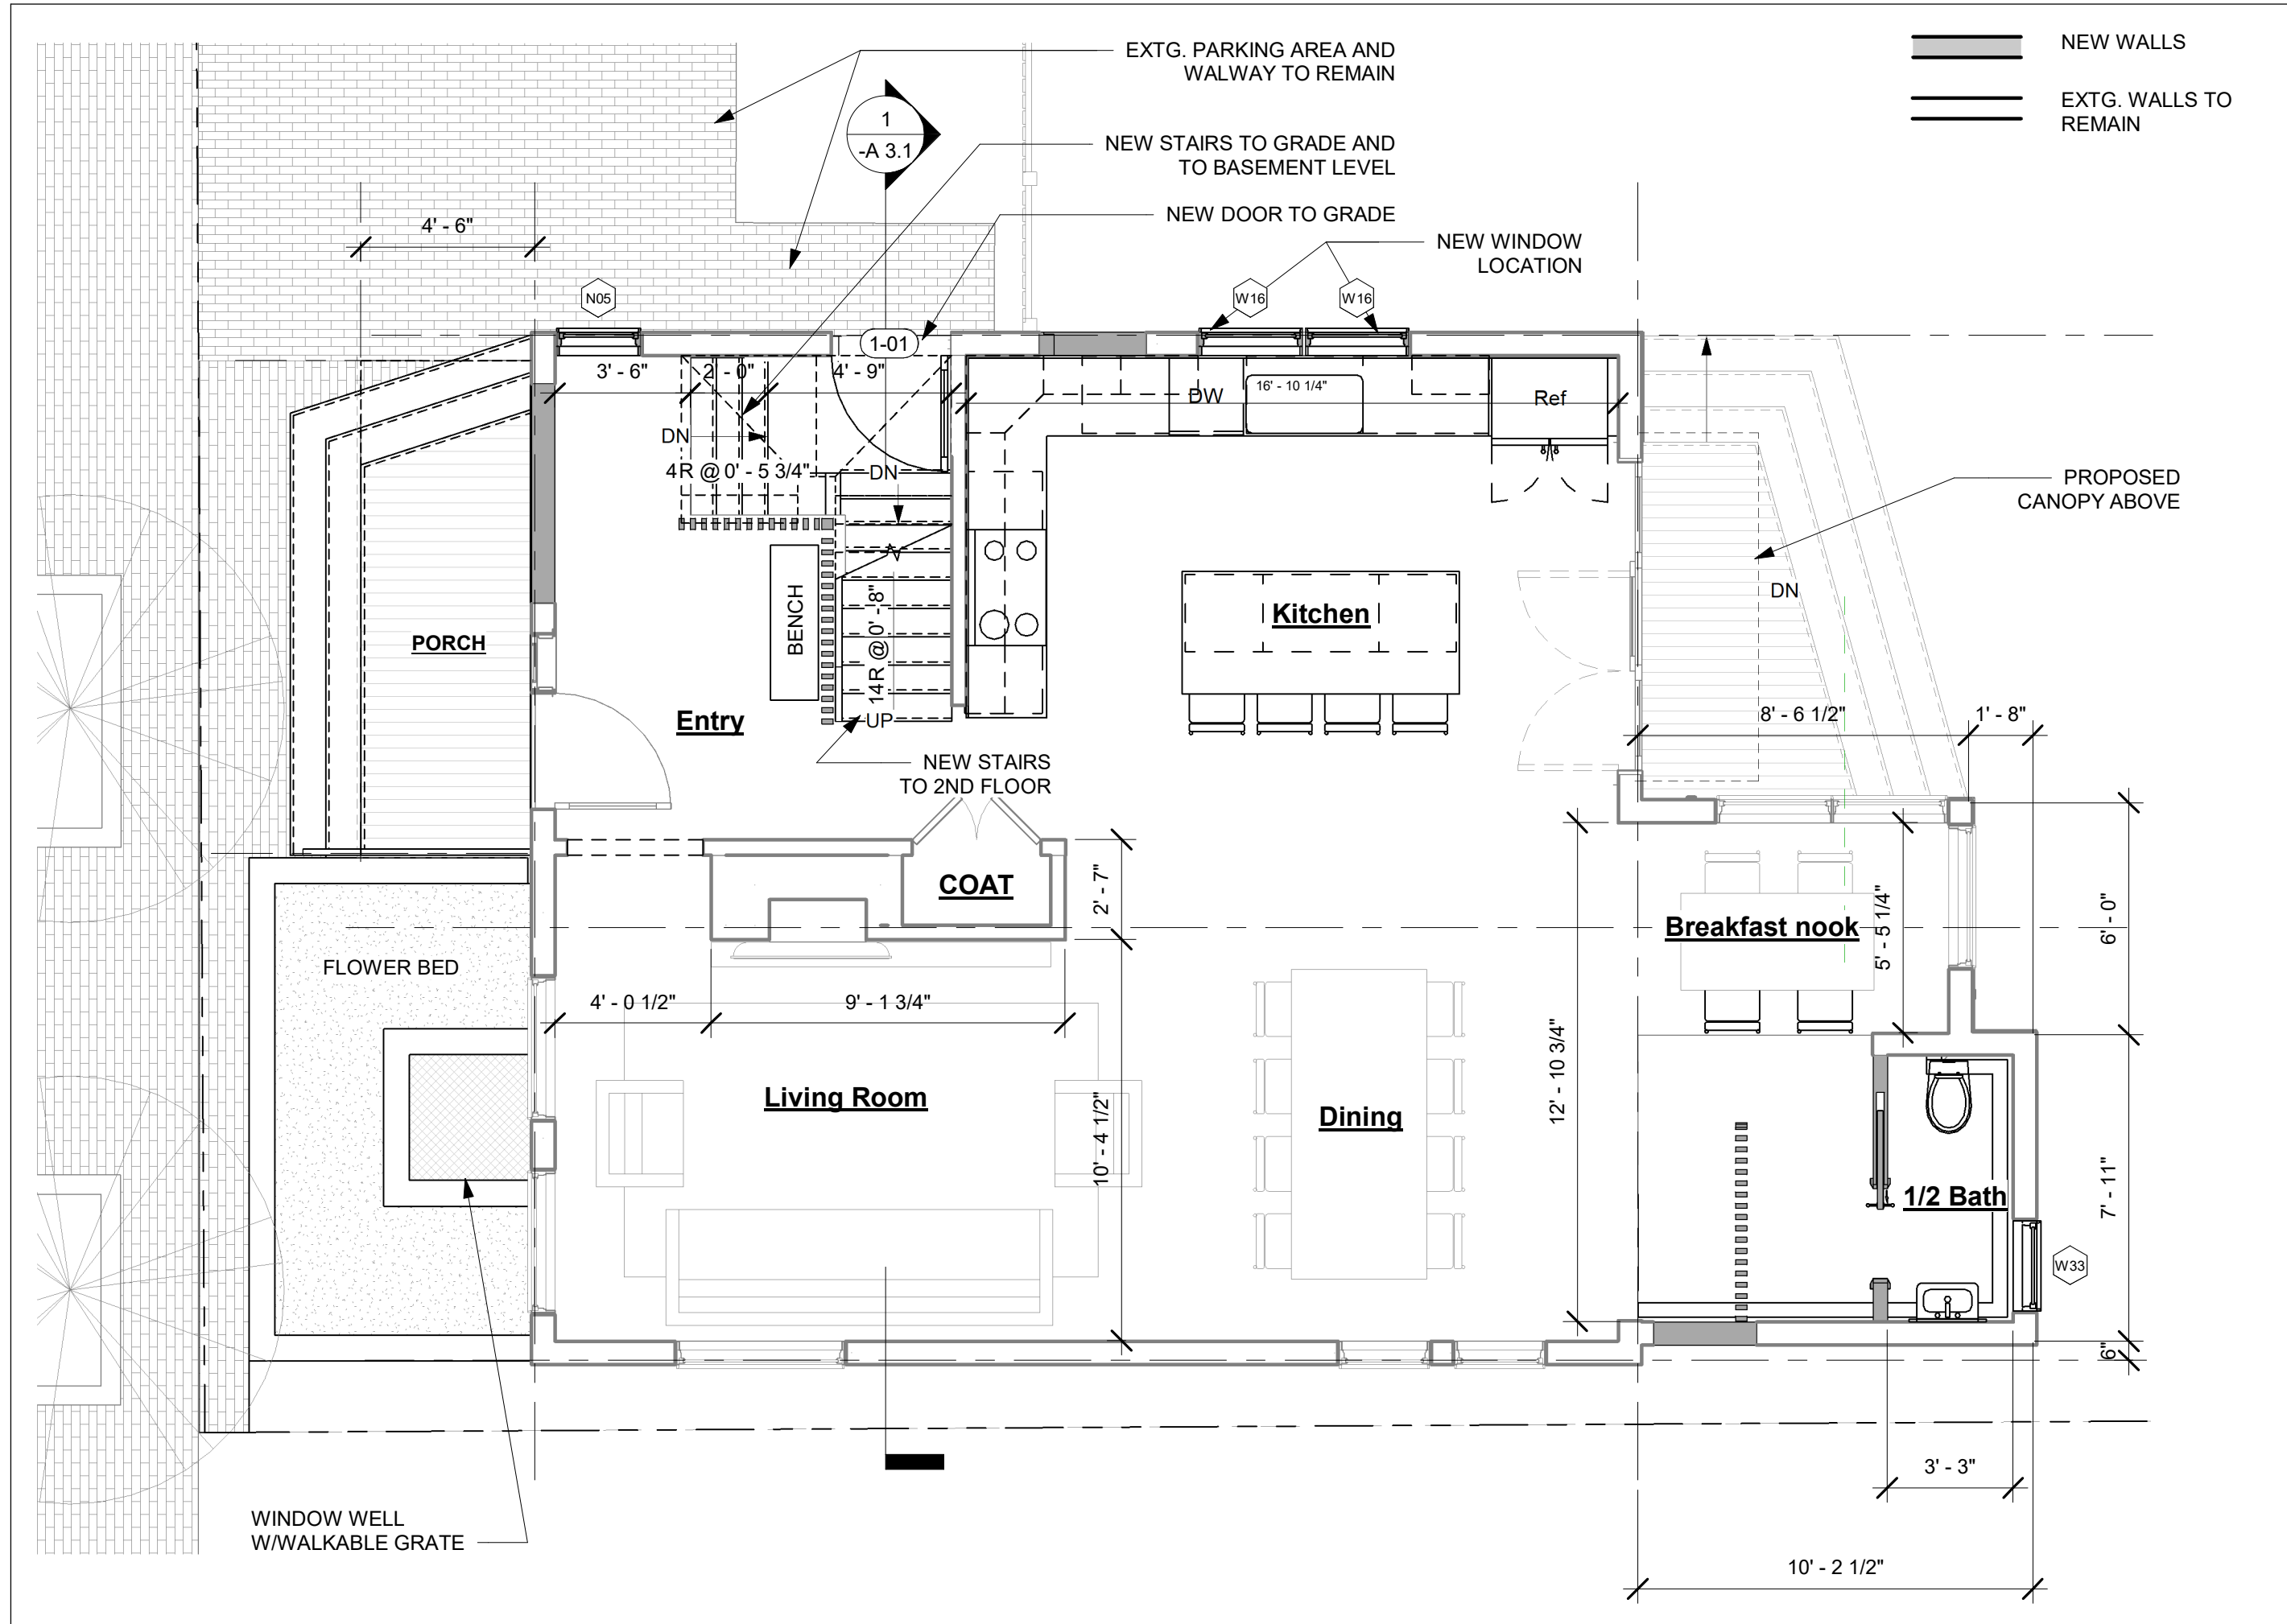 EXTG. PARKING AREA AND
WALWAY TO REMAIN
NEW WALLS
EXTG. WALLS TO
REMAIN
1
-A 3.1
NEW STAIRS TO GRADE AND
TO BASEMENT LEVEL
NEW DOOR TO GRADE
4' - 6"
NEW WINDOW
LOCATION
N05
W16
W16
1-01
3' - 6"
2' - 0"
4' - 9"
DW
16' - 10 1/4"
Ref
DN
4R @ 0' - 5 3/4"
DN
PROPOSED
CANOPY ABOVE
DN
BENCH
14R @ 0' - 8"
Kitchen
PORCH
Entry
UP
8' - 6 1/2"
1' - 8"
NEW STAIRS
TO 2ND FLOOR
COAT
2' - 7"
Breakfast nook
5' - 5 1/4"
6' - 0"
FLOWER BED
4' - 0 1/2"
9' - 1 3/4"
12' - 10 3/4"
Living Room
10' - 4 1/2"
Dining
1/2 Bath
7' - 11"
W33
6"
3' - 3"
WINDOW WELL
W/WALKABLE GRATE
10' - 2 1/2"